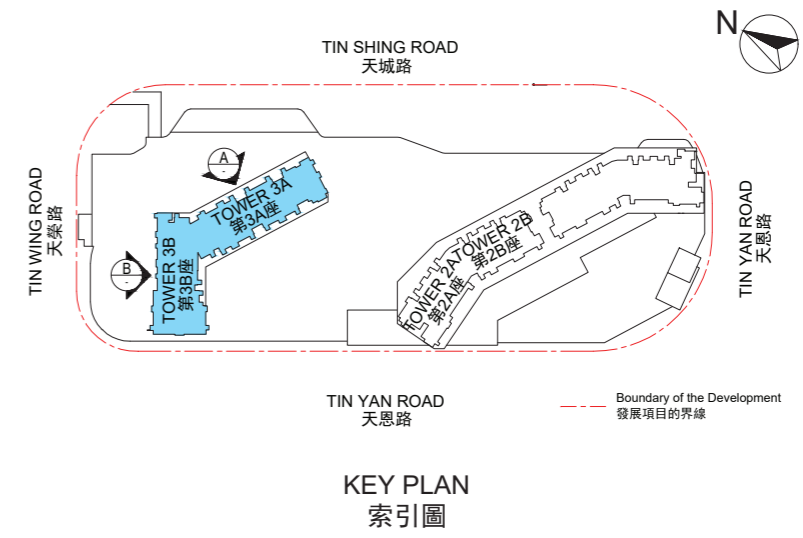 N
TIN SHING ROAD
天城路
TIN WING ROAD
天榮路
A
-
TOWER 3A
第3A座
B
-
TOWER 3B
第3B座
TOWER 2A
第2A座
TOWER 2B
第2B座
TIN YAN ROAD
天恩路
TIN YAN ROAD
天恩路
Boundary of the Development
發展項目的界線
KEY PLAN
索引圖